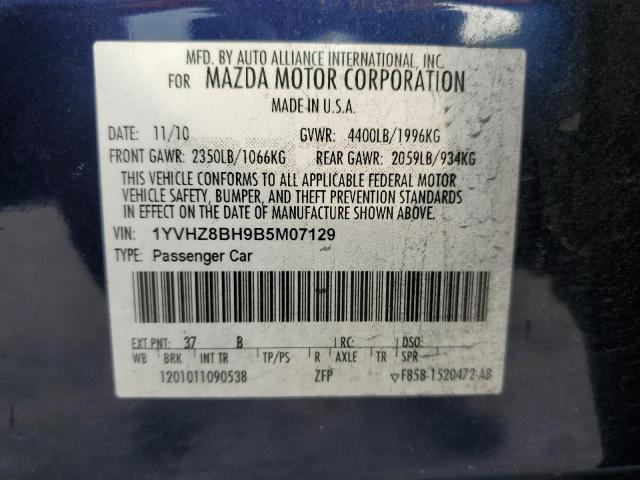 MFD. BY AUTO ALLIANCE INTERNATIONAL, INC.
FOR MAZDA MOTOR CORPORATION
MADE IN U.S.A.
DATE: 11/10 GVWR: 4400LB/1996KG
FRONT GAWR: 2350LB/1066KG REAR GAWR: 2059LB/934KG
THIS VEHICLE CONFORMS TO ALL APPLICABLE FEDERAL MOTOR
VEHICLE SAFETY, BUMPER, AND THEFT PREVENTION STANDARDS
IN EFFECT ON THE DATE OF MANUFACTURE SHOWN ABOVE.
VIN: 1YVHZ8BH9B5M07129
TYPE: Passenger Car
EXT PNT: 37 B RC: DSO:
WB BRK INT TR TP/PS R AXLE TR SPR
1201011090538 ZFP ▽F85B-1520472-AB